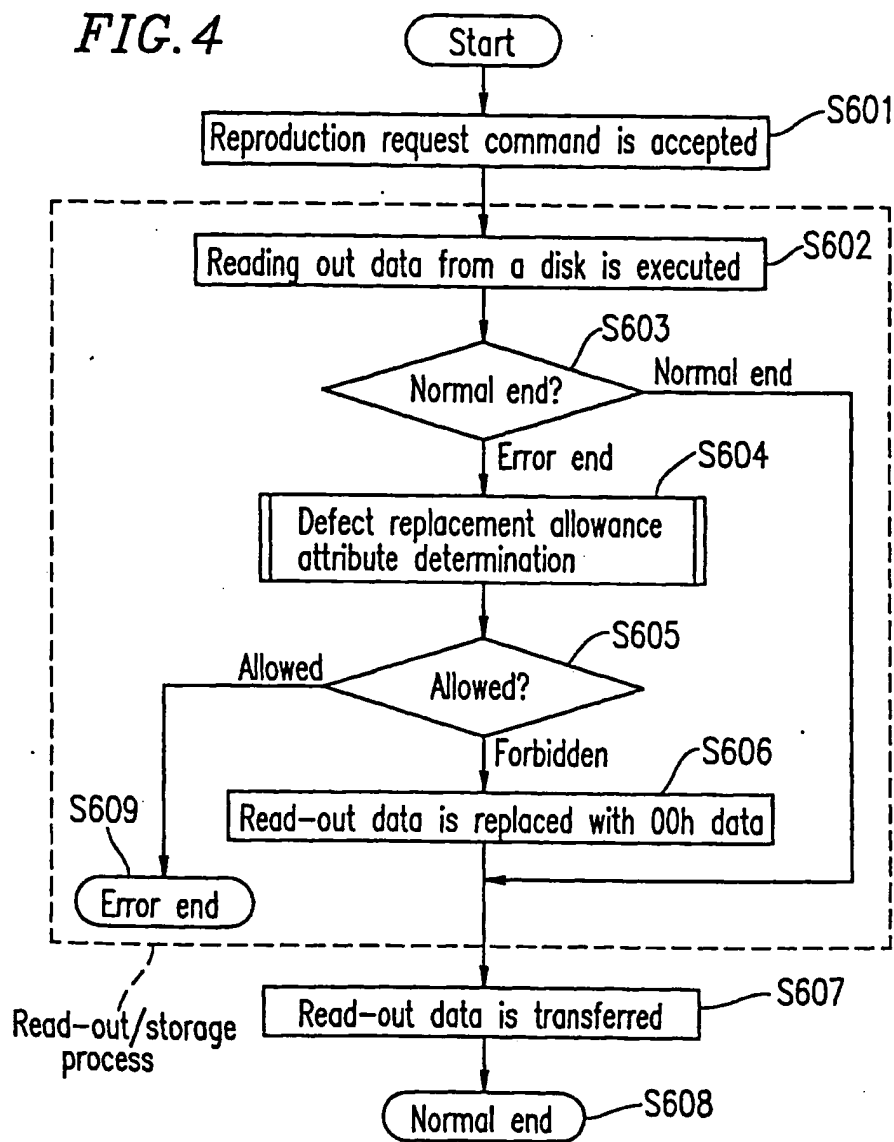 FIG. 4
Start
S601
Reproduction request command is accepted
S602
Reading out data from a disk is executed
S603
Normal end?
Normal end
Error end
S604
Defect replacement allowance
attribute determination
S605
Allowed
Allowed?
Forbidden
S606
Read-out data is replaced with 00h data
S609
Error end
S607
Read-out data is transferred
Read-out/storage
process
S608
Normal end